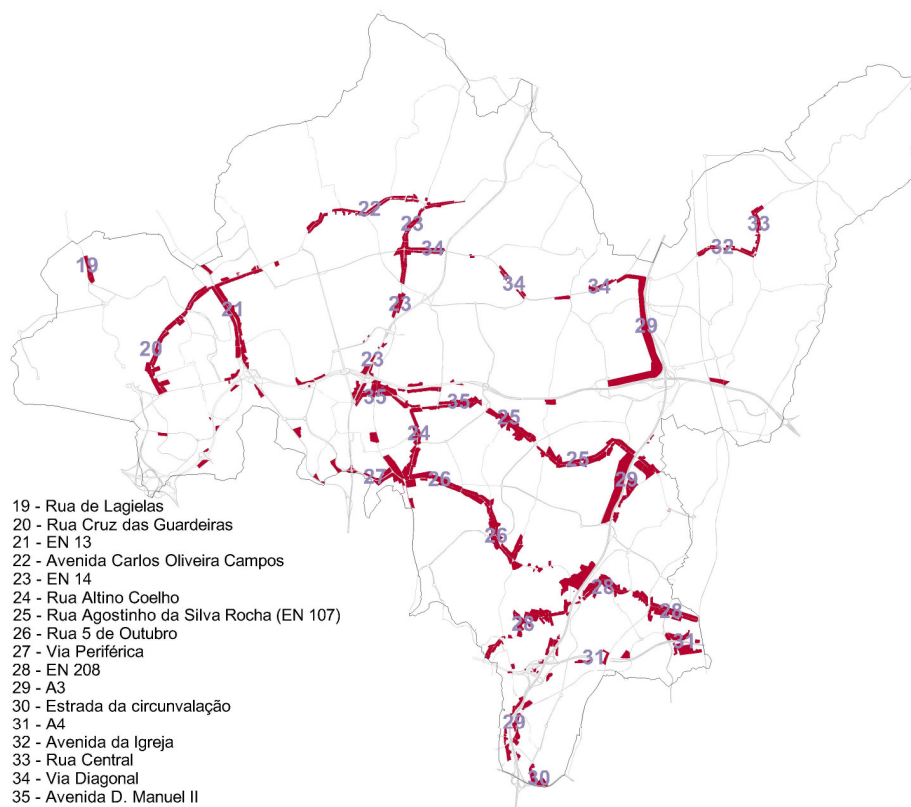 22
23
33
34
32
19
34
34
21
23
29
20
23
35
35
25
24
25
27
26
29
26
28
28
28
31
31
29
30
19 - Rua de Lagielas
20 - Rua Cruz das Guardeiras
21 - EN 13
22 - Avenida Carlos Oliveira Campos
23 - EN 14
24 - Rua Altino Coelho
25 - Rua Agostinho da Silva Rocha (EN 107)
26 - Rua 5 de Outubro
27 - Via Periférica
28 - EN 208
29 - A3
30 - Estrada da circunvalação
31 - A4
32 - Avenida da Igreja
33 - Rua Central
34 - Via Diagonal
35 - Avenida D. Manuel II